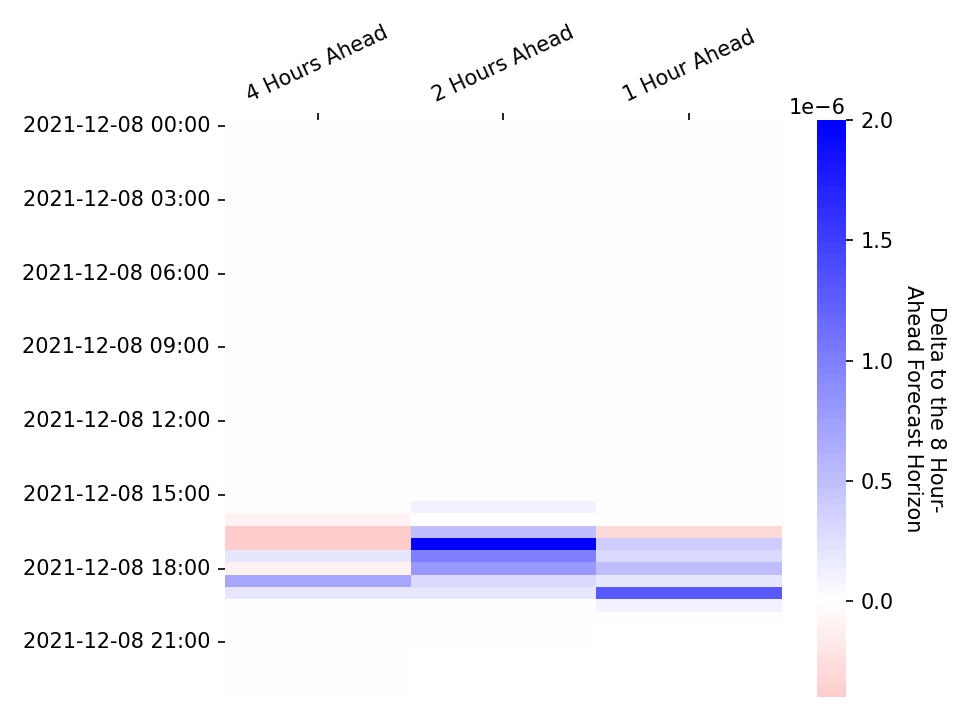 4 Hours Ahead
2 Hours Ahead
1 Hour Ahead
2021-12-08 00:00
2021-12-08 03:00
2021-12-08 06:00
2021-12-08 09:00
2021-12-08 12:00
2021-12-08 15:00
2021-12-08 18:00
2021-12-08 21:00
1e−6
2.0
1.5
1.0
0.5
0.0
Delta to the 8 Hour-
Ahead Forecast Horizon